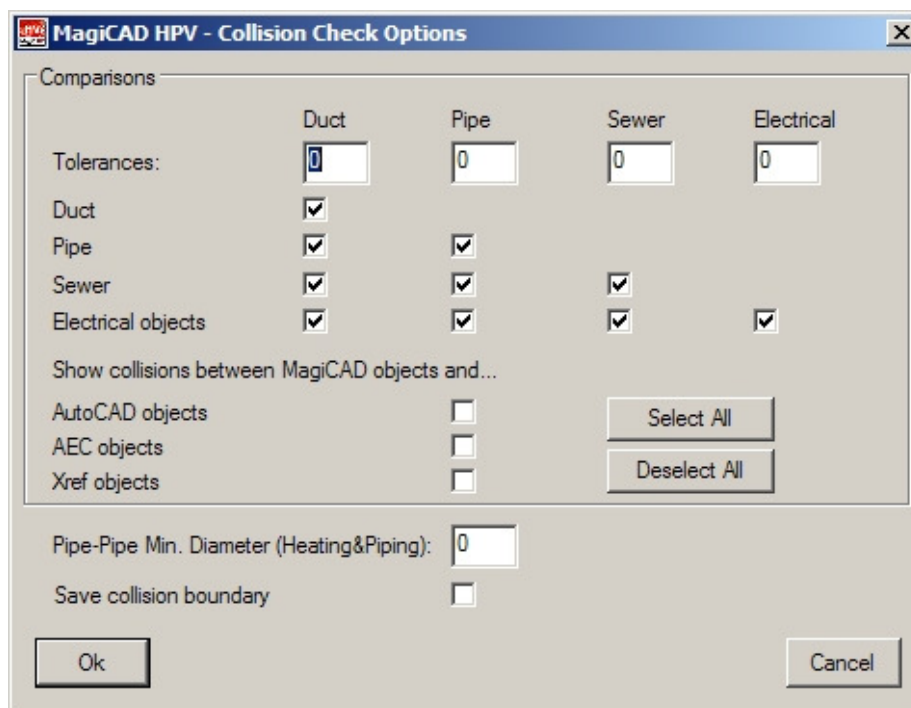 MagiCAD HPV - Collision Check Options
Comparisons
Duct Pipe Sewer Electrical
Tolerances: 0 0 0 0
Duct
Pipe
Sewer
Electrical objects
Show collisions between MagiCAD objects and...
AutoCAD objects
Select All
AEC objects
Deselect All
Xref objects
Pipe-Pipe Min. Diameter (Heating&Piping): 0
Save collision boundary
Ok Cancel